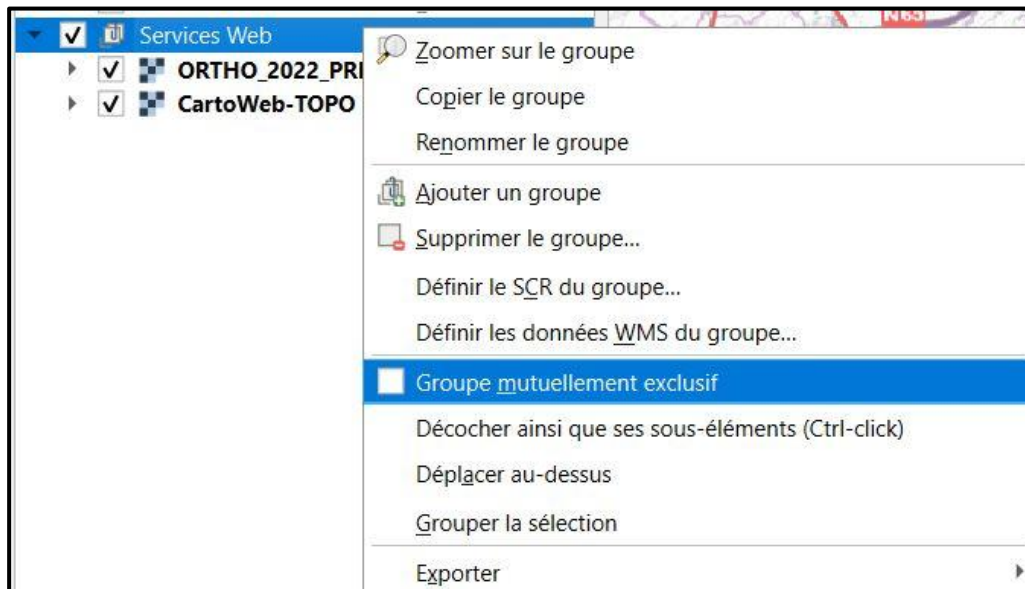 N65
Services Web
ORTHO_2022_PRI
CartoWeb-TOPO
Zoomer sur le groupe
Copier le groupe
Renommer le groupe
Ajouter un groupe
Supprimer le groupe...
Définir le SCR du groupe...
Définir les données WMS du groupe...
Groupe mutuellement exclusif
Décocher ainsi que ses sous-éléments (Ctrl-click)
Déplacer au-dessus
Grouper la sélection
Exporter